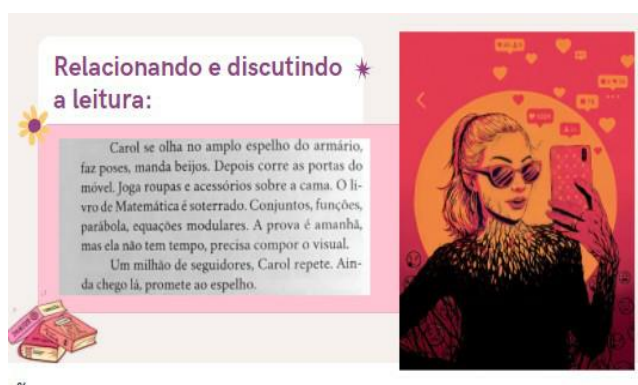 Relacionando e discutindo
a leitura:
Carol se olha no amplo espelho do armário,
faz poses, manda beijos. Depois corre as portas do
móvel. Joga roupas e acessórios sobre a cama. O li-
vro de Matemática é soterrado. Conjuntos, funções,
parábola, equações modulares. A prova é amanhã,
mas ela não tem tempo, precisa compor o visual.
Um milhão de seguidores, Carol repete. Ain-
da chego lá, promete ao espelho.